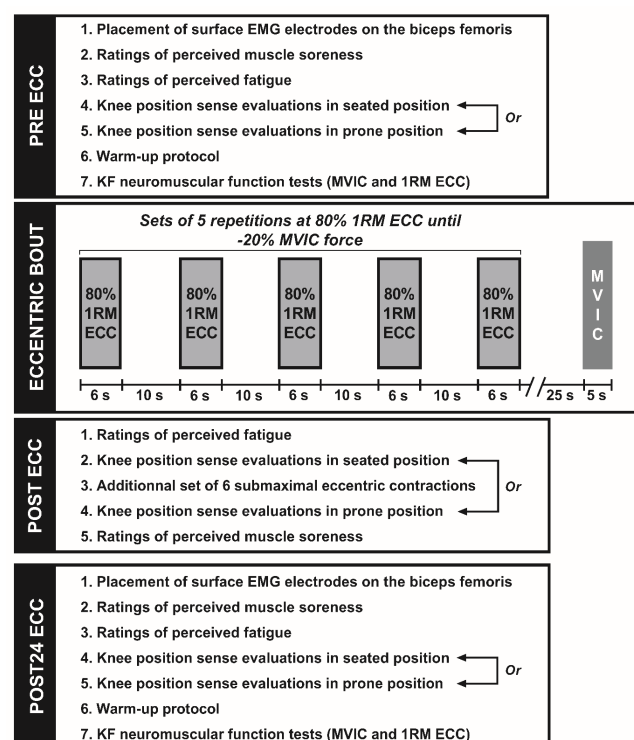 PRE ECC
1. Placement of surface EMG electrodes on the biceps femoris
2. Ratings of perceived muscle soreness
3. Ratings of perceived fatigue
4. Knee position sense evaluations in seated position
Or
5. Knee position sense evaluations in prone position
6. Warm-up protocol
7. KF neuromuscular function tests (MVIC and 1RM ECC)
ECCENTRIC BOUT
Sets of 5 repetitions at 80% 1RM ECC until
-20% MVIC force
80%
1RM
ECC
80%
1RM
ECC
80%
1RM
ECC
80%
1RM
ECC
80%
1RM
ECC
M
V
I
C
6 s 10 s 6 s 10 s 6 s 10 s 6 s 10 s 6 s 25 s 5 s
POST ECC
1. Ratings of perceived fatigue
2. Knee position sense evaluations in seated position
3. Additionnal set of 6 submaximal eccentric contractions
Or
4. Knee position sense evaluations in prone position
5. Ratings of perceived muscle soreness
POST24 ECC
1. Placement of surface EMG electrodes on the biceps femoris
2. Ratings of perceived muscle soreness
3. Ratings of perceived fatigue
4. Knee position sense evaluations in seated position
Or
5. Knee position sense evaluations in prone position
6. Warm-up protocol
7. KF neuromuscular function tests (MVIC and 1RM ECC)